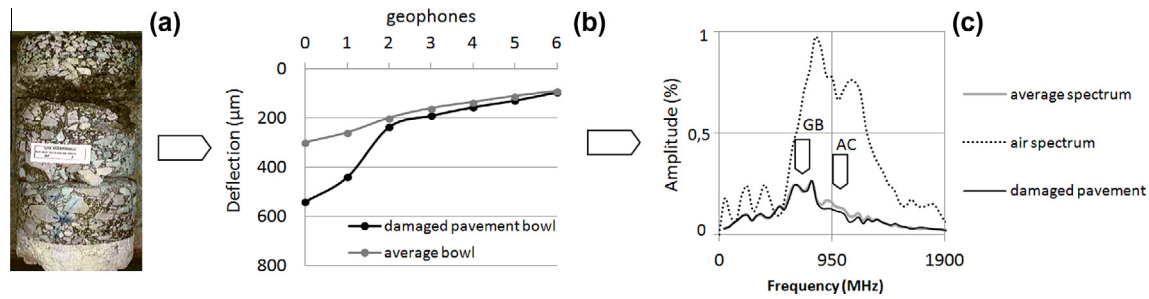 (a)
geophones
0 1 2 3 4 5 6
0
200
400
600
800
Deflection (µm)
damaged pavement bowl
average bowl
(b)
1
0,5
0
Amplitude (%)
GB
AC
0 950 1900
Frequency (MHz)
(c)
average spectrum
air spectrum
damaged pavement